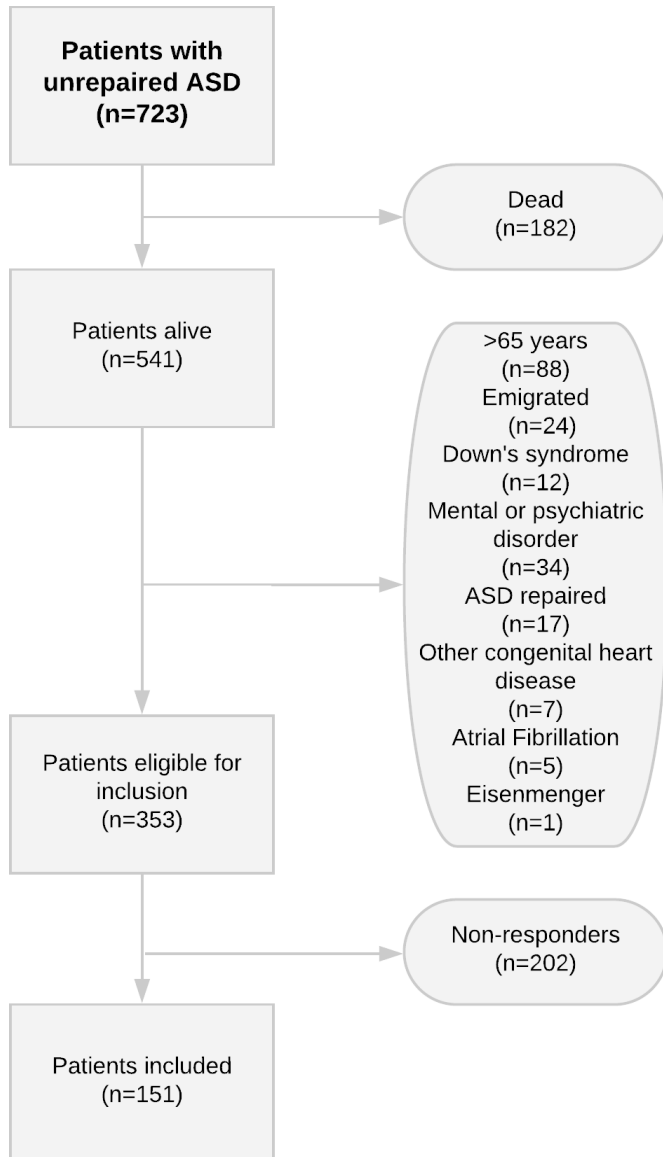 Patients with
unrepaired ASD
(n=723)
Dead
(n=182)
Patients alive
(n=541)
>65 years
(n=88)
Emigrated
(n=24)
Down's syndrome
(n=12)
Mental or psychiatric
disorder
(n=34)
ASD repaired
(n=17)
Other congenital heart
disease
(n=7)
Atrial Fibrillation
(n=5)
Eisenmenger
(n=1)
Patients eligible for
inclusion
(n=353)
Non-responders
(n=202)
Patients included
(n=151)